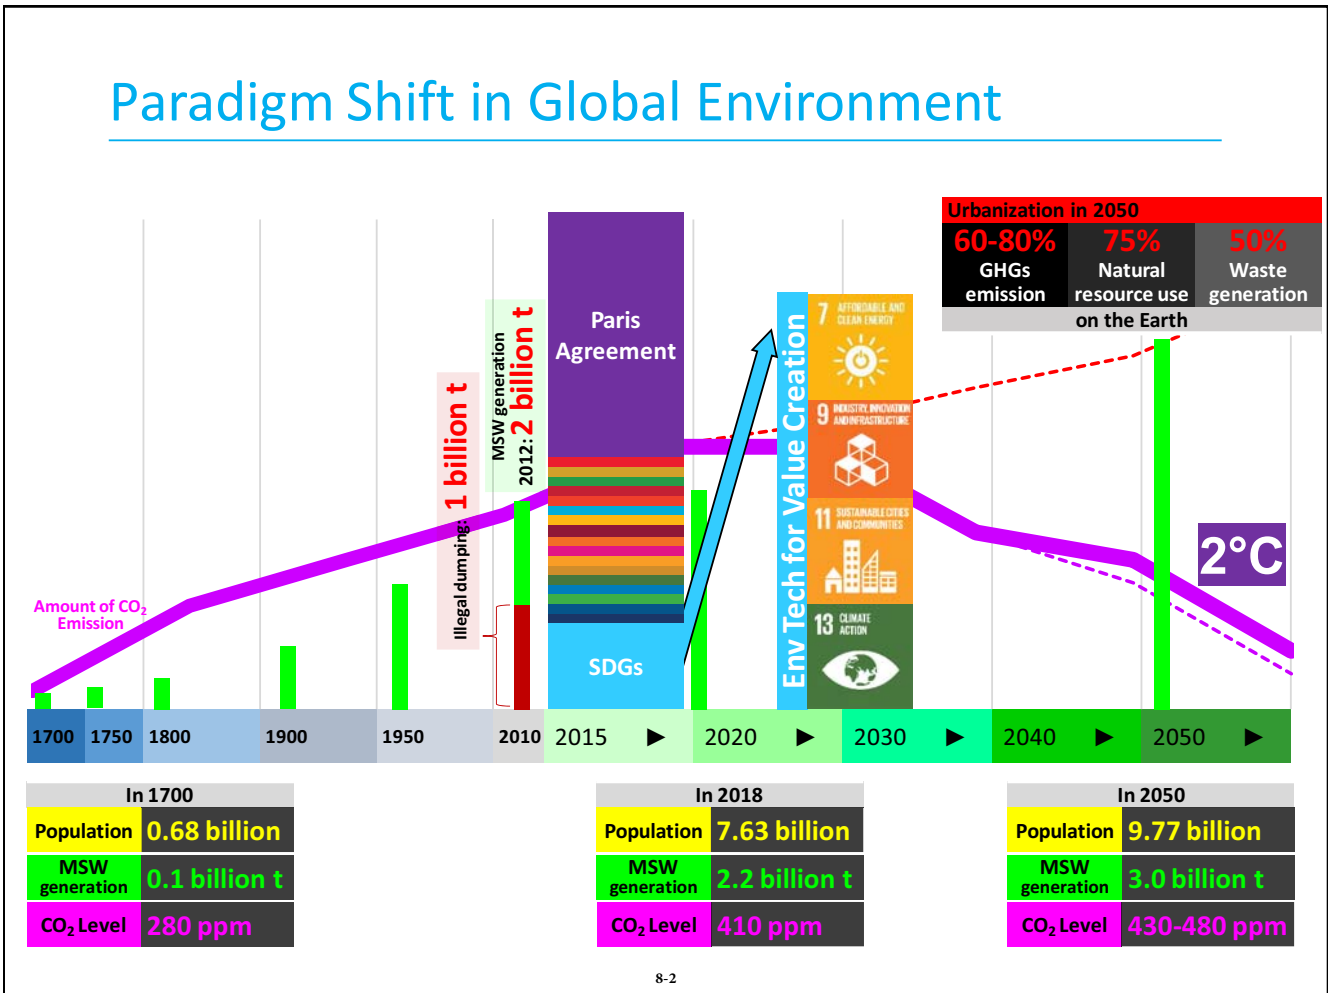 Paradigm Shift in Global Environment
Urbanization in 2050
60-80%
GHGs
emission
75%
Natural
resource use
50%
Waste
generation
on the Earth
Paris
Agreement
SDGs
MSW generation
2012: 2 billion t
Illegal dumping: 1 billion t
Env Tech for Value Creation
7 AFFORDABLE AND
CLEAN ENERGY
9 INDUSTRY, INNOVATION
AND INFRASTRUCTURE
11 SUSTAINABLE CITIES
AND COMMUNITIES
13 CLIMATE
ACTION
2°C
Amount of CO₂
Emission
1700 1750 1800 1900 1950 2010 2015 ► 2020 ► 2030 ► 2040 ► 2050 ►
In 1700
Population 0.68 billion
MSW
generation 0.1 billion t
CO₂ Level 280 ppm
In 2018
Population 7.63 billion
MSW
generation 2.2 billion t
CO₂ Level 410 ppm
In 2050
Population 9.77 billion
MSW
generation 3.0 billion t
CO₂ Level 430-480 ppm
8-2